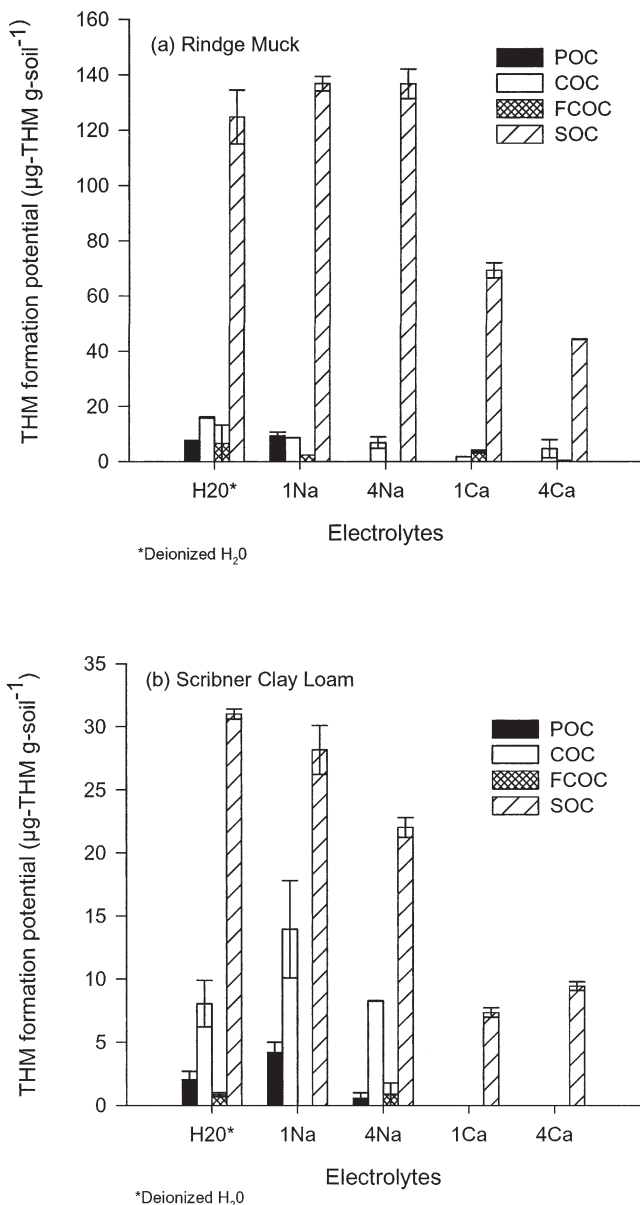 (a) Rindge Muck
POC
COC
FCOC
SOC
THM formation potential (µg-THM g-soil⁻¹)
160
140
120
100
80
60
40
20
0
H20* 1Na 4Na 1Ca 4Ca
Electrolytes
*Deionized H₂0
(b) Scribner Clay Loam
POC
COC
FCOC
SOC
THM formation potential (µg-THM g-soil⁻¹)
35
30
25
20
15
10
5
0
H20* 1Na 4Na 1Ca 4Ca
Electrolytes
*Deionized H₂0